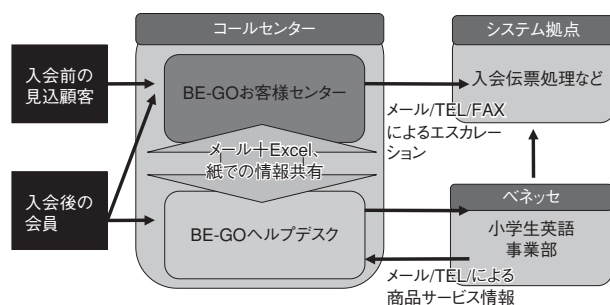 コールセンター
システム拠点
入会前の
見込顧客
BE-GOお客様センター
入会伝票処理など
メール/TEL/FAX
によるエスカレー
ション
メール＋Excel、
紙での情報共有
入会後の
会員
BE-GOヘルプデスク
ベネッセ
小学生英語
事業部
メール/TEL/による
商品サービス情報